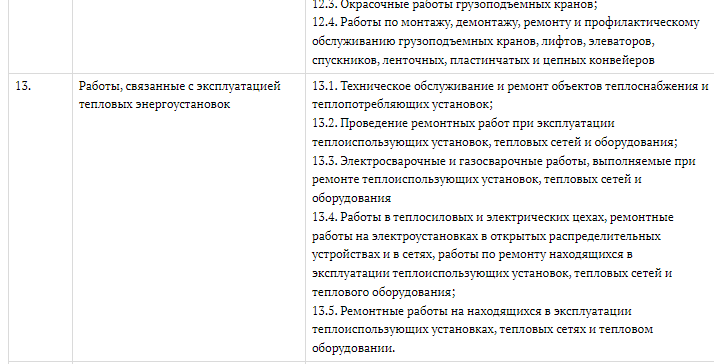 12.3. Окрасочные работы грузоподъемных кранов;
12.4. Работы по монтажу, демонтажу, ремонту и профилактическому
обслуживанию грузоподъемных кранов, лифтов, элеваторов,
спускников, ленточных, пластинчатых и цепных конвейеров
13.
Работы, связанные с эксплуатацией
тепловых энергоустановок
13.1. Техническое обслуживание и ремонт объектов теплоснабжения и
теплопотребляющих установок;
13.2. Проведение ремонтных работ при эксплуатации
теплоиспользующих установок, тепловых сетей и оборудования;
13.3. Электросварочные и газосварочные работы, выполняемые при
ремонте теплоиспользующих установок, тепловых сетей и
оборудования
13.4. Работы в теплосиловых и электрических цехах, ремонтные
работы на электроустановках в открытых распределительных
устройствах и в сетях, работы по ремонту находящихся в
эксплуатации теплоиспользующих установок, тепловых сетей и
теплового оборудования;
13.5. Ремонтные работы на находящихся в эксплуатации
теплоиспользующих установках, тепловых сетях и тепловом
оборудовании.